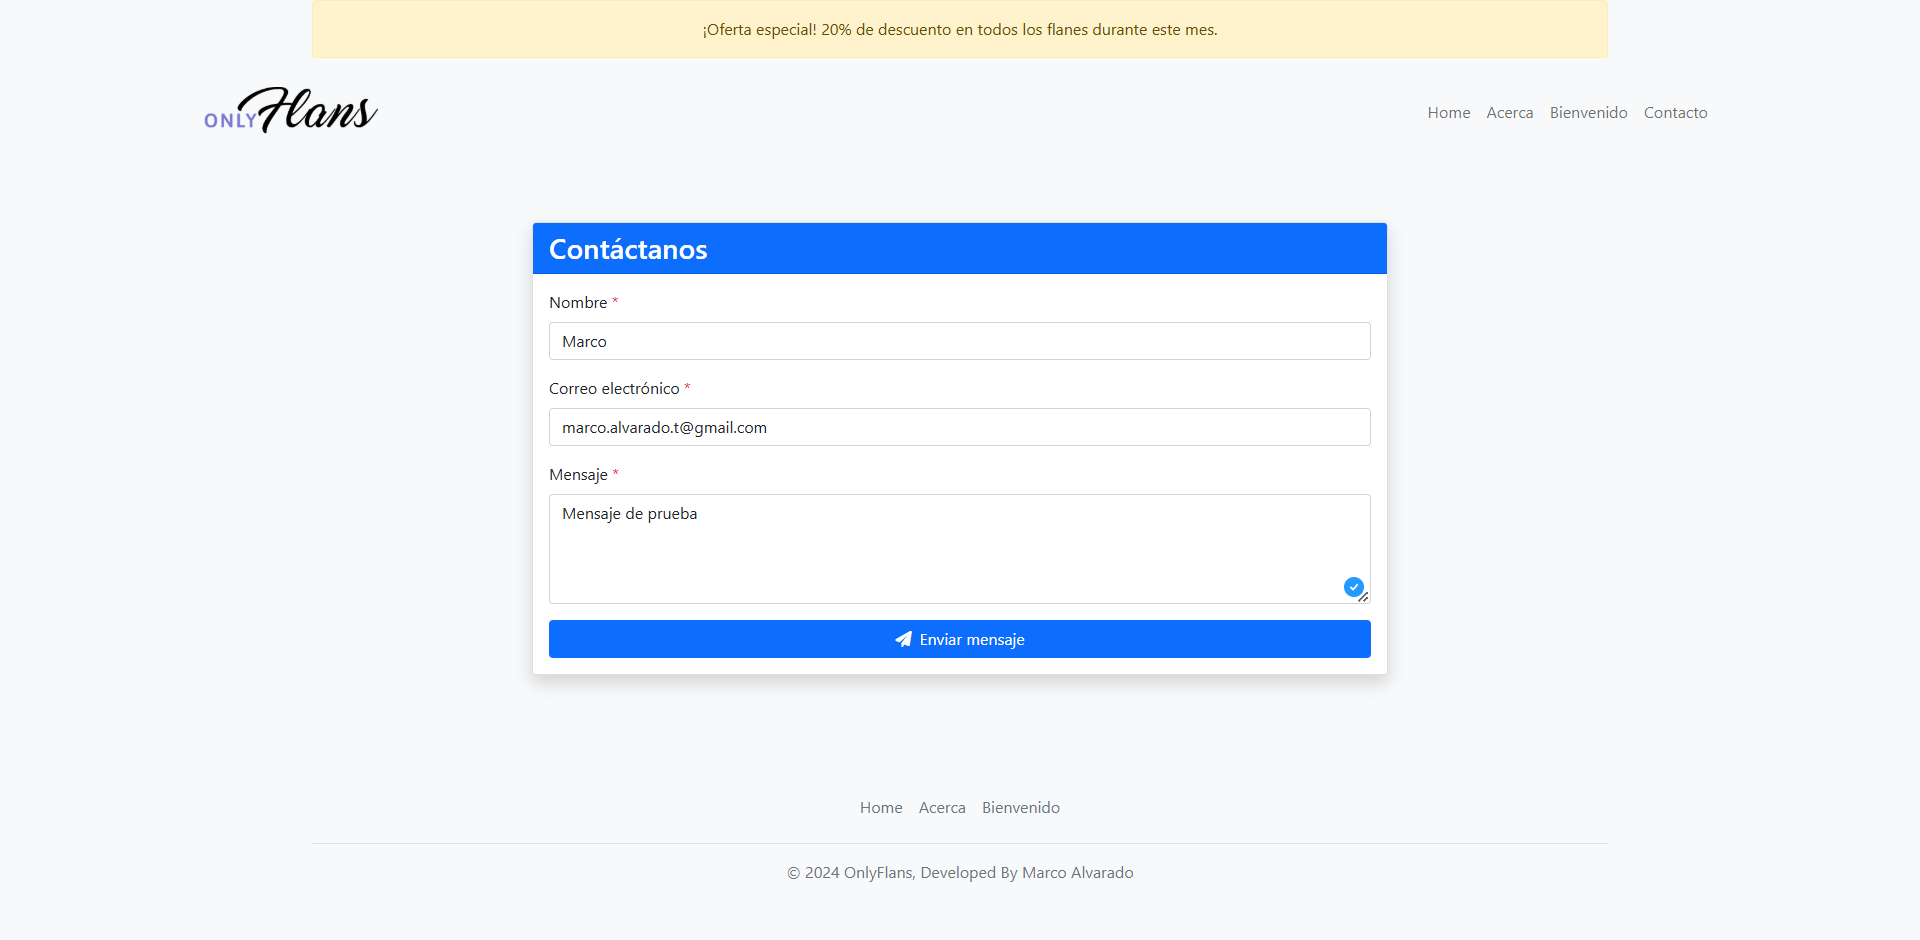 ¡Oferta especial! 20% de descuento en todos los flanes durante este mes.
ONLY Flans
Home Acerca Bienvenido Contacto
Contáctanos
Nombre *
Marco
Correo electrónico *
marco.alvarado.t@gmail.com
Mensaje *
Mensaje de prueba
Enviar mensaje
Home Acerca Bienvenido
© 2024 OnlyFlans, Developed By Marco Alvarado